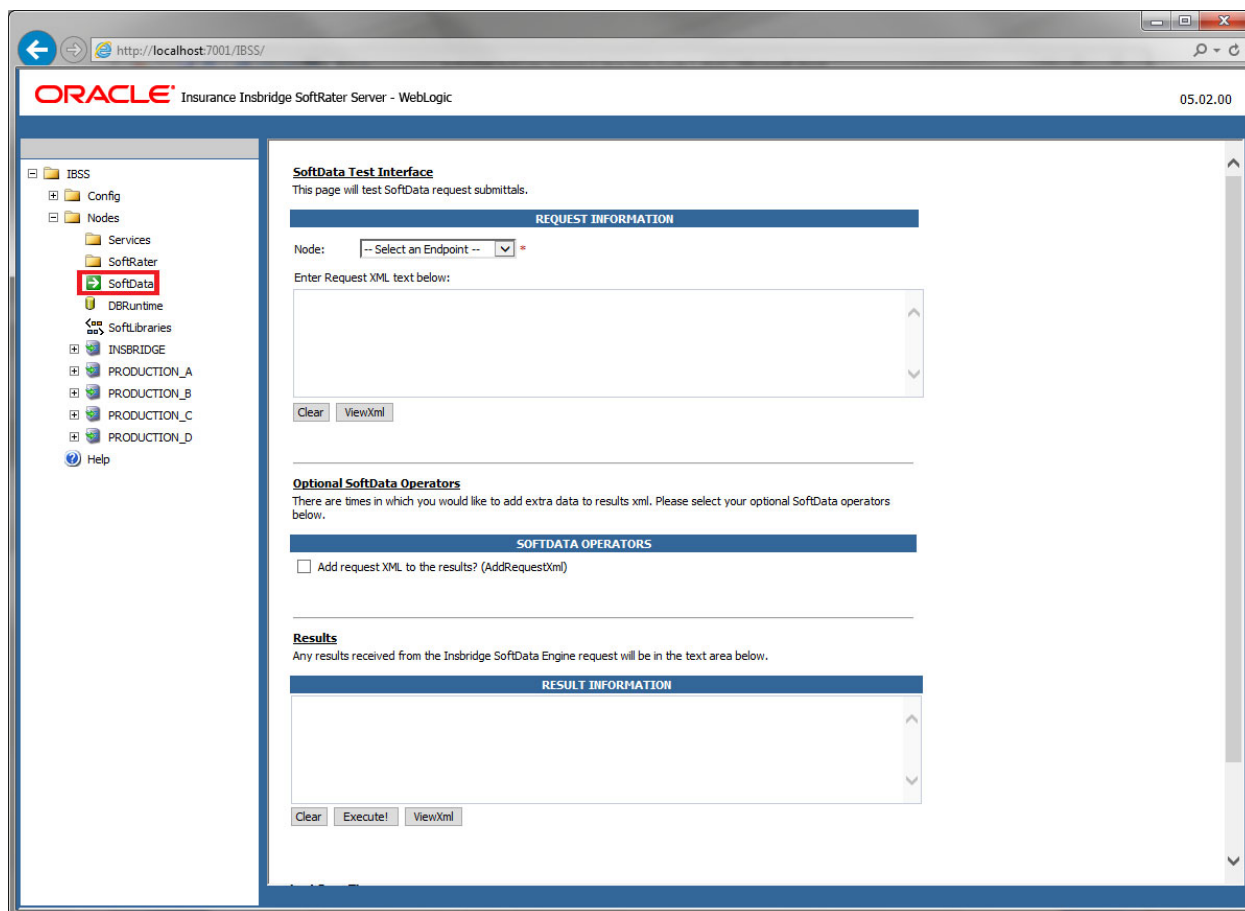 http://localhost:7001/IBSS/
ORACLE Insurance Insbridge SoftRater Server - WebLogic
05.02.00
IBSS
Config
Nodes
Services
SoftRater
SoftData
DBRuntime
SoftLibraries
INSBRIDGE
PRODUCTION_A
PRODUCTION_B
PRODUCTION_C
PRODUCTION_D
Help
SoftData Test Interface
This page will test SoftData request submittals.
REQUEST INFORMATION
Node: -- Select an Endpoint -- *
Enter Request XML text below:
Clear ViewXml
Optional SoftData Operators
There are times in which you would like to add extra data to results xml. Please select your optional SoftData operators
below.
SOFTDATA OPERATORS
Add request XML to the results? (AddRequestXml)
Results
Any results received from the Insbridge SoftData Engine request will be in the text area below.
RESULT INFORMATION
Clear Execute! ViewXml